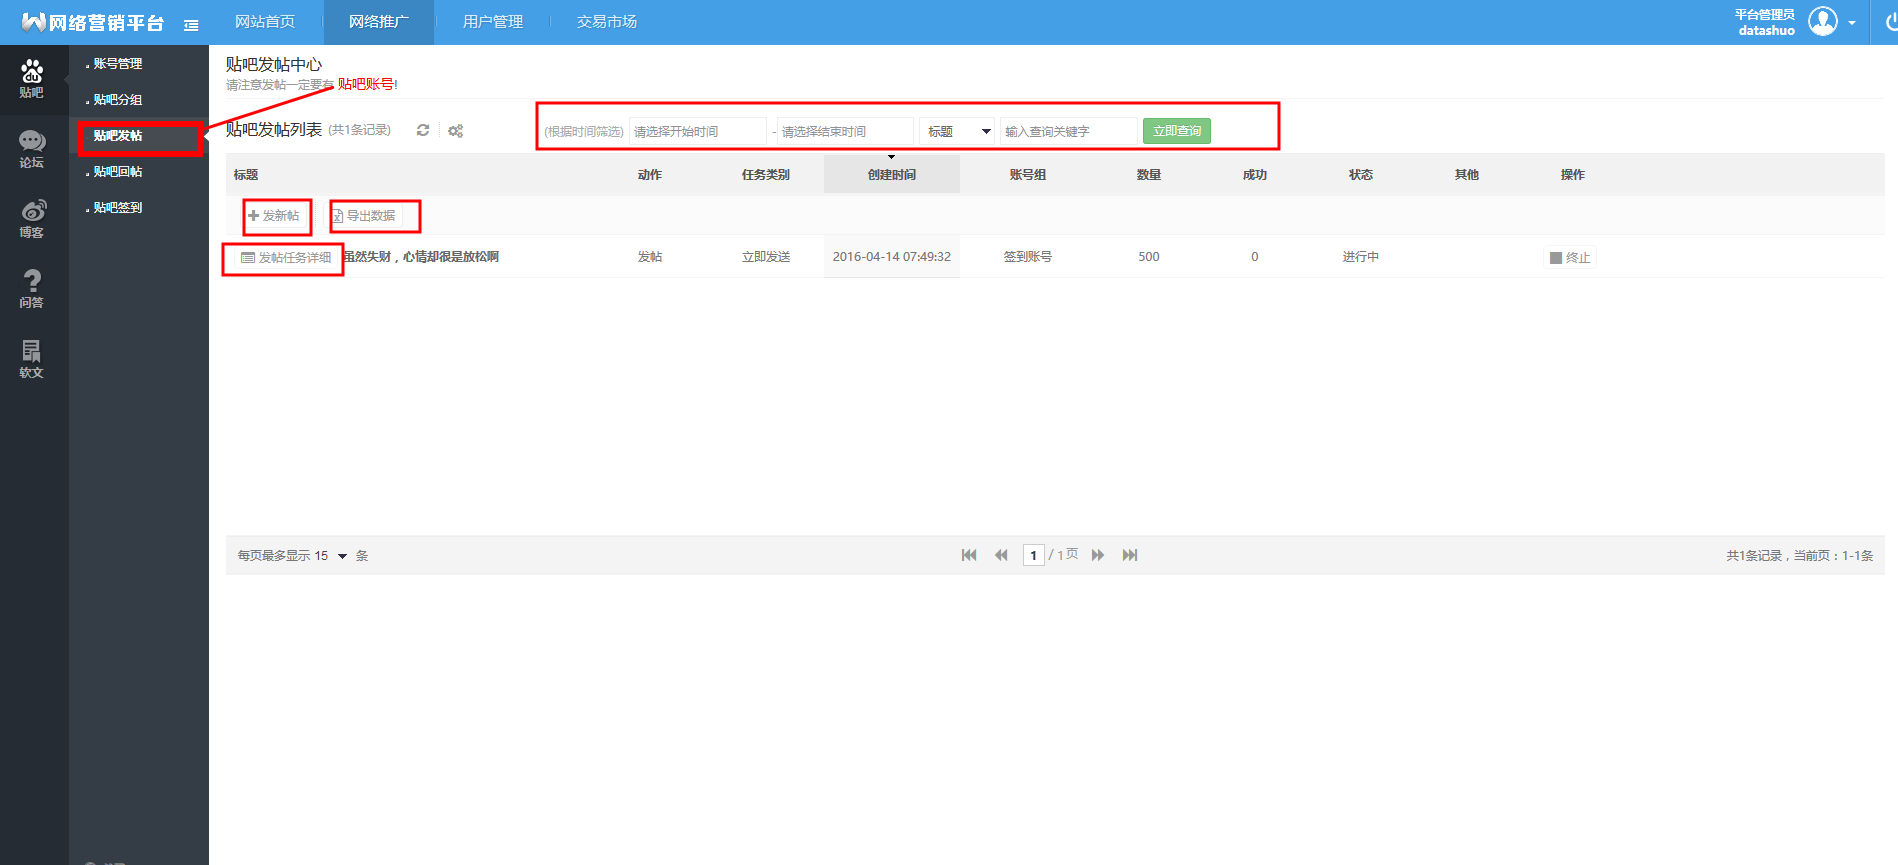 网络营销平台
网站首页 网络推广 用户管理 交易市场
平台管理员
datashuo
贴吧
论坛
博客
问答
软文
账号管理
贴吧分组
贴吧发帖
贴吧回帖
贴吧签到
贴吧发帖中心
请注意发帖一定要有 贴吧账号!
贴吧发帖列表 (共1条记录) (根据时间筛选) 请选择开始时间 - 请选择结束时间 标题 输入查询关键字 立即查询
标题 动作 任务类别 创建时间 账号组 数量 成功 状态 其他 操作
发新帖 导出数据
发帖任务详细 虽然失财，心情却很是放松啊 发帖 立即发送 2016-04-14 07:49:32 签到账号 500 0 进行中 终止
每页最多显示 15 条 1 / 1 页 共1条记录，当前页：1-1条